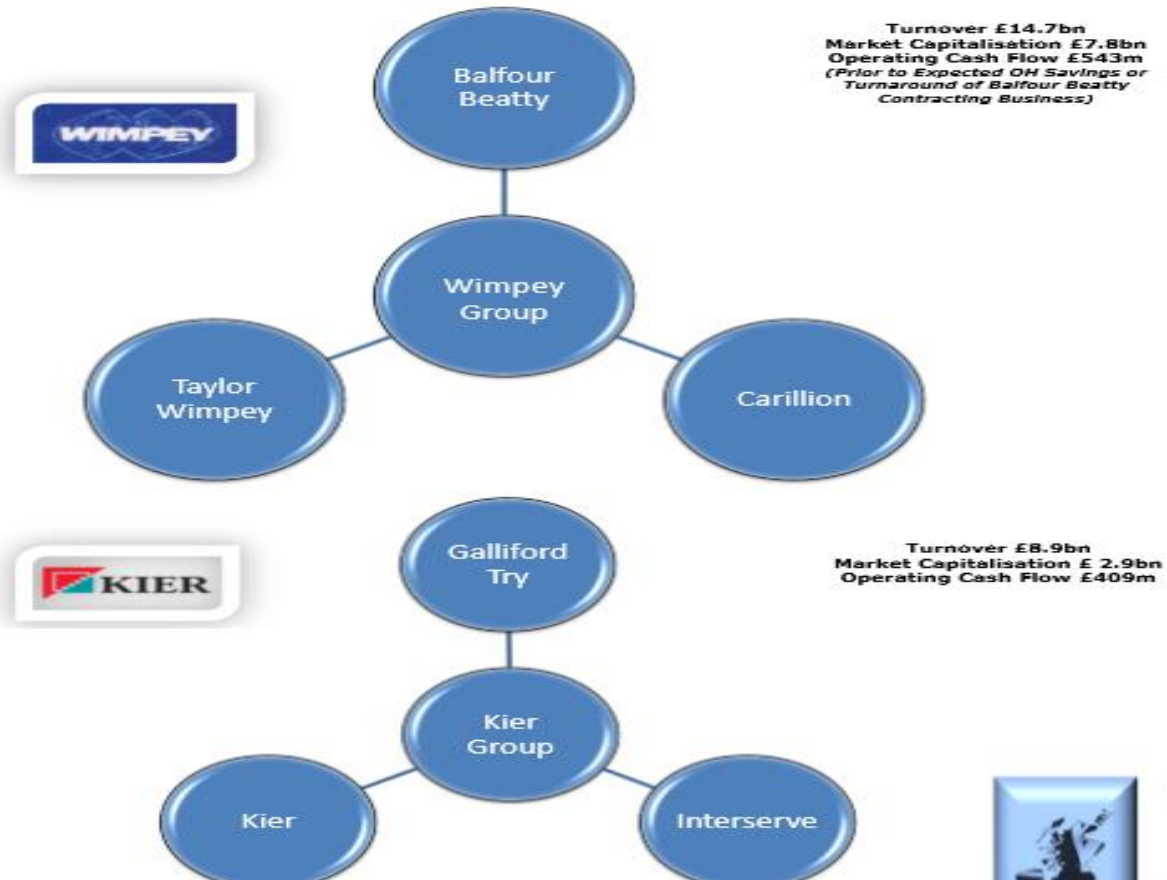 Balfour
Beatty
Turnover £14.7bn
Market Capitalisation £7.8bn
Operating Cash Flow £543m
(Prior to Expected OH Savings or
Turnaround of Balfour Beatty
Contracting Business)
WIMPEY
Wimpey
Group
Taylor
Wimpey
Carillion
Galliford
Try
Turnover £8.9bn
Market Capitalisation £ 2.9bn
Operating Cash Flow £409m
KIER
Kier
Group
Kier
Interserve